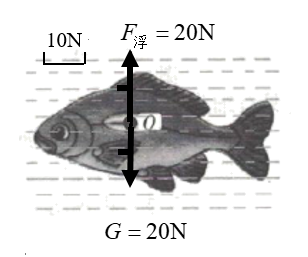 10N
F浮 = 20N
O
G = 20N